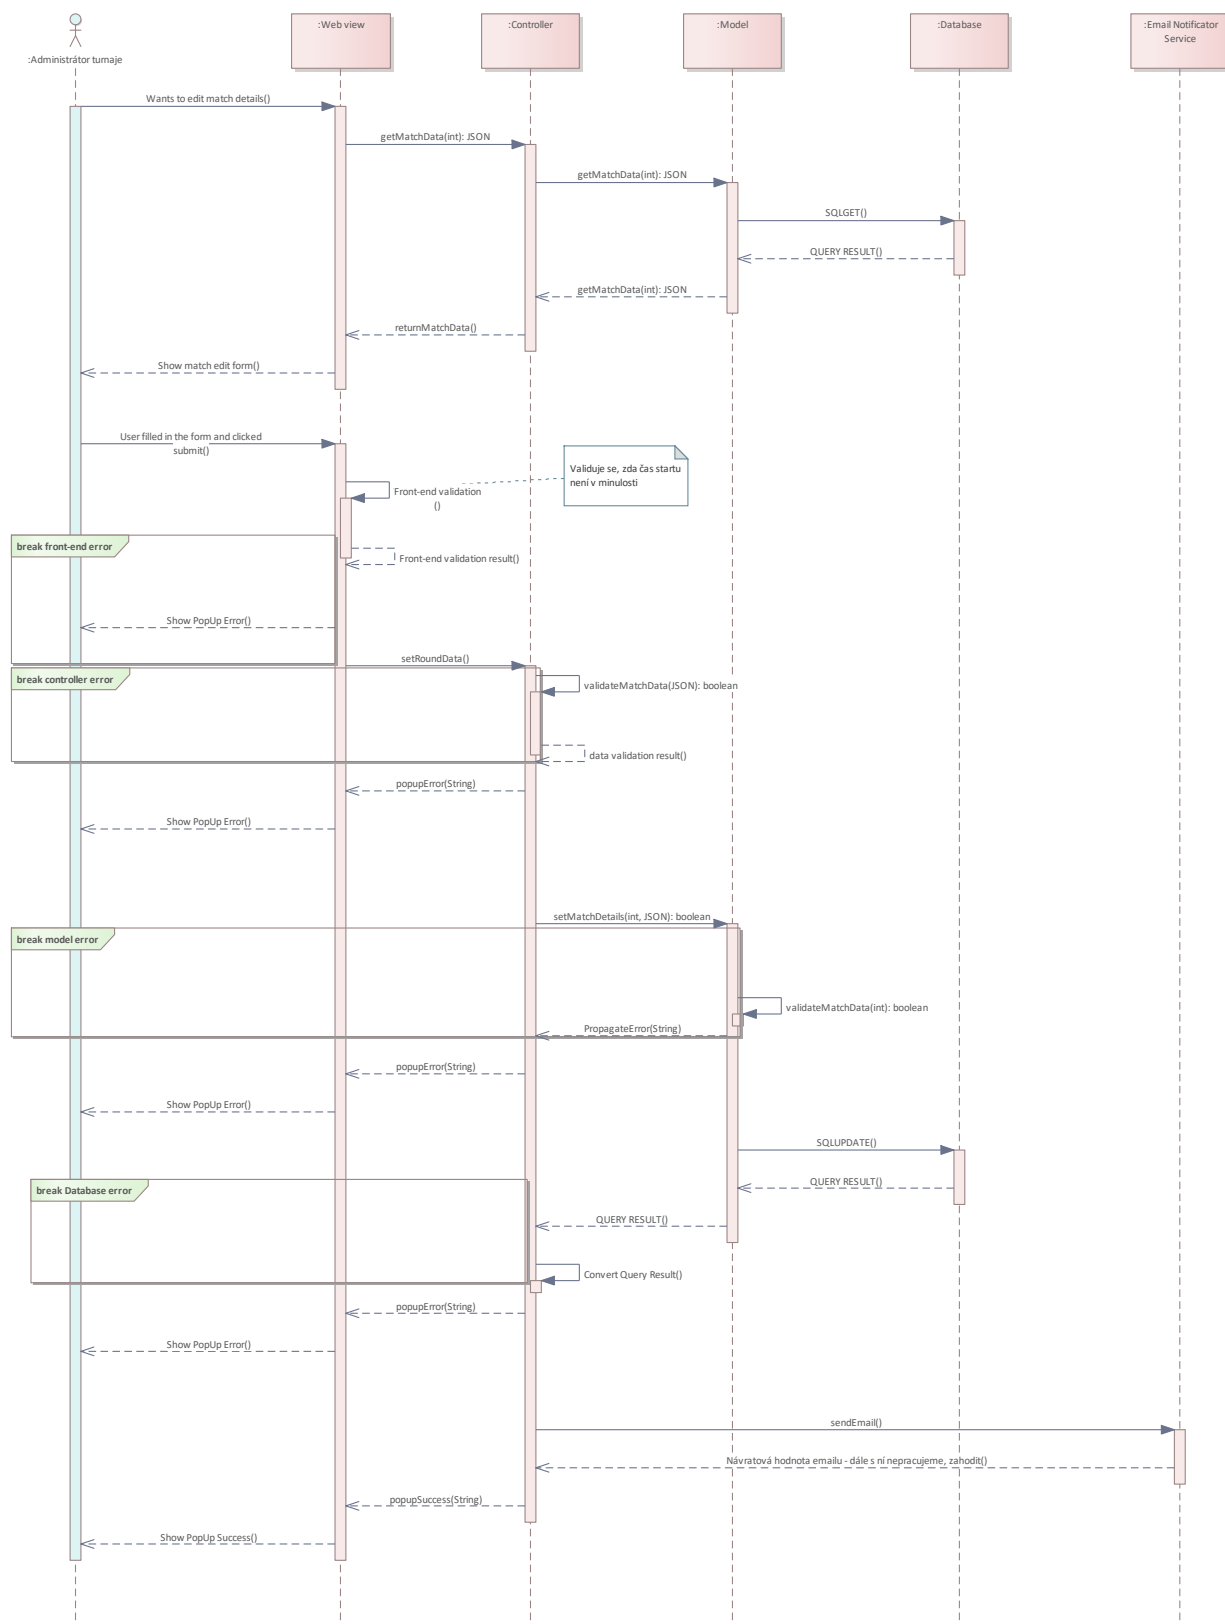 :Administrátor turnaje
:Web view
:Controller
:Model
:Database
:Email Notificator
Service
Wants to edit match details()
getMatchData(int): JSON
getMatchData(int): JSON
SQLGET()
QUERY RESULT()
getMatchData(int): JSON
returnMatchData()
Show match edit form()
User filled in the form and clicked
submit()
Validuje se, zda čas startu
není v minulosti
Front-end validation
()
break front-end error
Front-end validation result()
Show PopUp Error()
setRoundData()
break controller error
validateMatchData(JSON): boolean
data validation result()
popupError(String)
Show PopUp Error()
setMatchDetails(int, JSON): boolean
break model error
validateMatchData(int): boolean
PropagateError(String)
popupError(String)
Show PopUp Error()
SQLUPDATE()
break Database error
QUERY RESULT()
QUERY RESULT()
Convert Query Result()
popupError(String)
Show PopUp Error()
sendEmail()
Návratová hodnota emailu - dále s ní nepracujeme, zahodit()
popupSuccess(String)
Show PopUp Success()